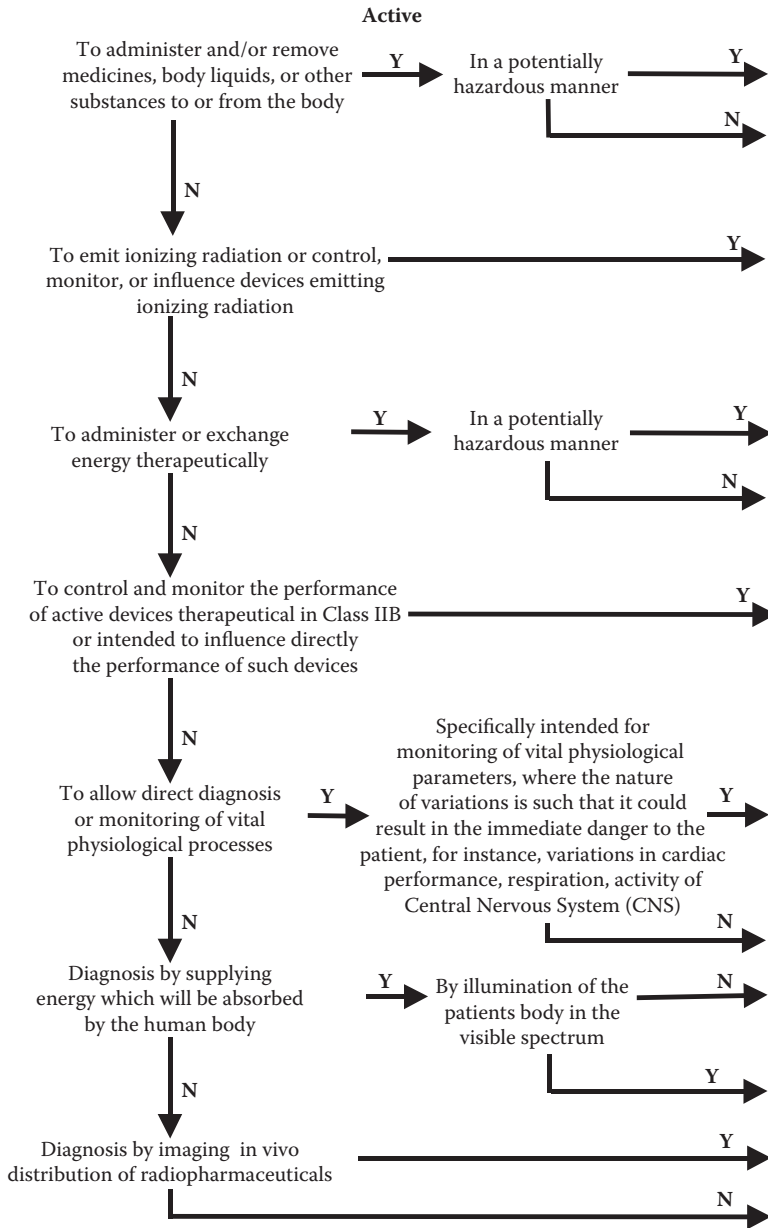 Active
To administer and/or remove
medicines, body liquids, or other
substances to or from the body
Y
In a potentially
hazardous manner
Y
N
N
To emit ionizing radiation or control,
monitor, or influence devices emitting
ionizing radiation
Y
N
To administer or exchange
energy therapeutically
Y
In a potentially
hazardous manner
Y
N
N
To control and monitor the performance
of active devices therapeutical in Class IIB
or intended to influence directly
the performance of such devices
Y
N
To allow direct diagnosis
or monitoring of vital
physiological processes
Y
Specifically intended for
monitoring of vital physiological
parameters, where the nature
of variations is such that it could
result in the immediate danger to the
patient, for instance, variations in cardiac
performance, respiration, activity of
Central Nervous System (CNS)
Y
N
N
Diagnosis by supplying
energy which will be absorbed
by the human body
Y
By illumination of the
patients body in the
visible spectrum
N
Y
N
Diagnosis by imaging in vivo
distribution of radiopharmaceuticals
Y
N